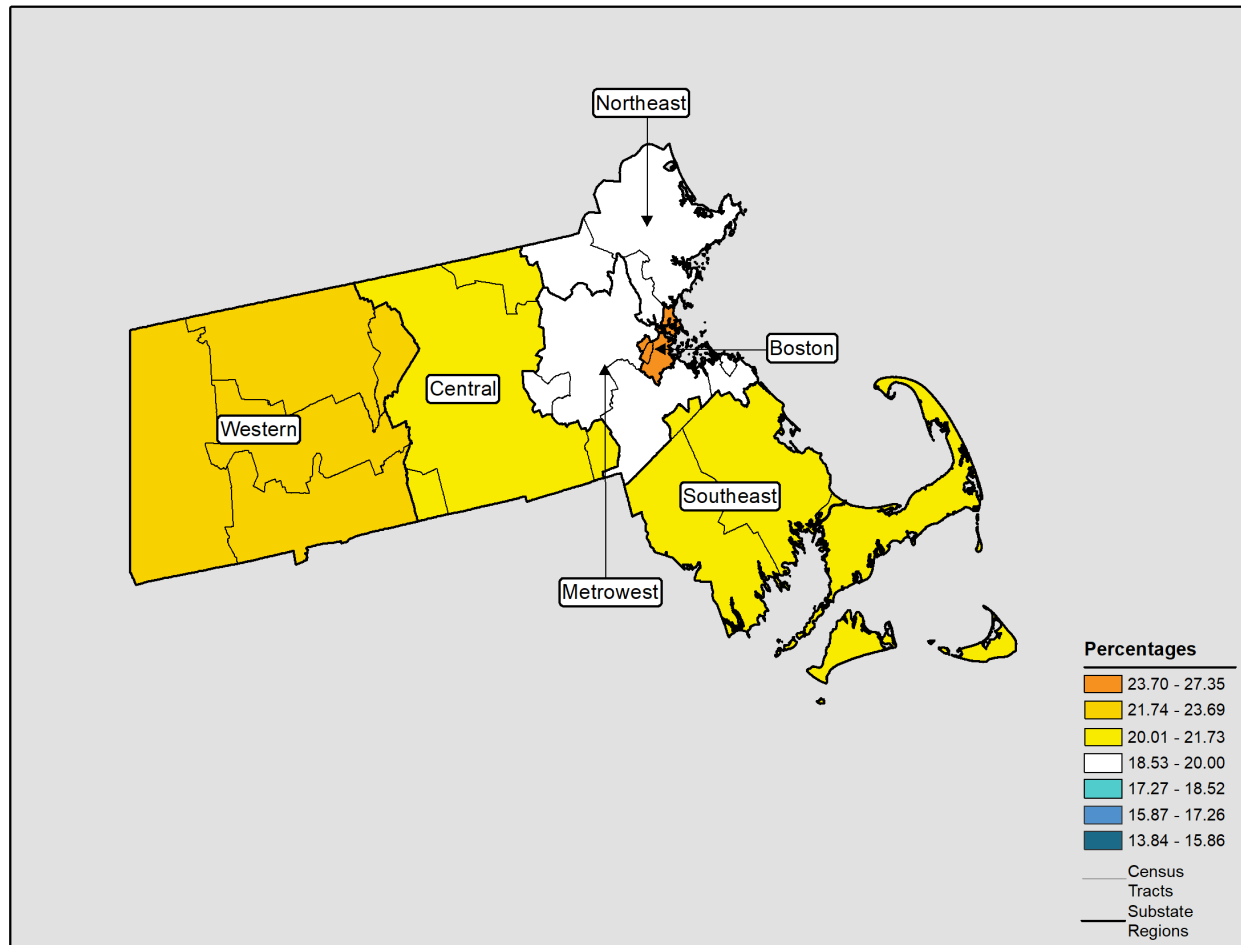 Northeast
Boston
Central
Western
Southeast
Metrowest
Percentages
23.70 - 27.35
21.74 - 23.69
20.01 - 21.73
18.53 - 20.00
17.27 - 18.52
15.87 - 17.26
13.84 - 15.86
Census
Tracts
Substate
Regions